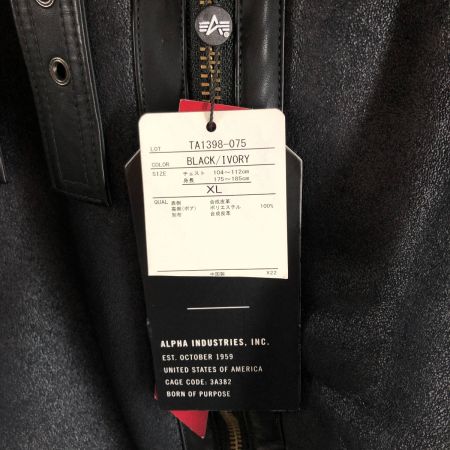 LOT TA1398-075
COLOR BLACK/IVORY
SIZE チェスト 104～112cm
身長 175～185cm
XL
QUAL 表側 合成皮革
裏側(ボア) ポリエステル 100%
別布 合成皮革
中国製 X22
ALPHA INDUSTRIES, INC.
EST. OCTOBER 1959
UNITED STATES OF AMERICA
CAGE CODE: 3A382
BORN OF PURPOSE